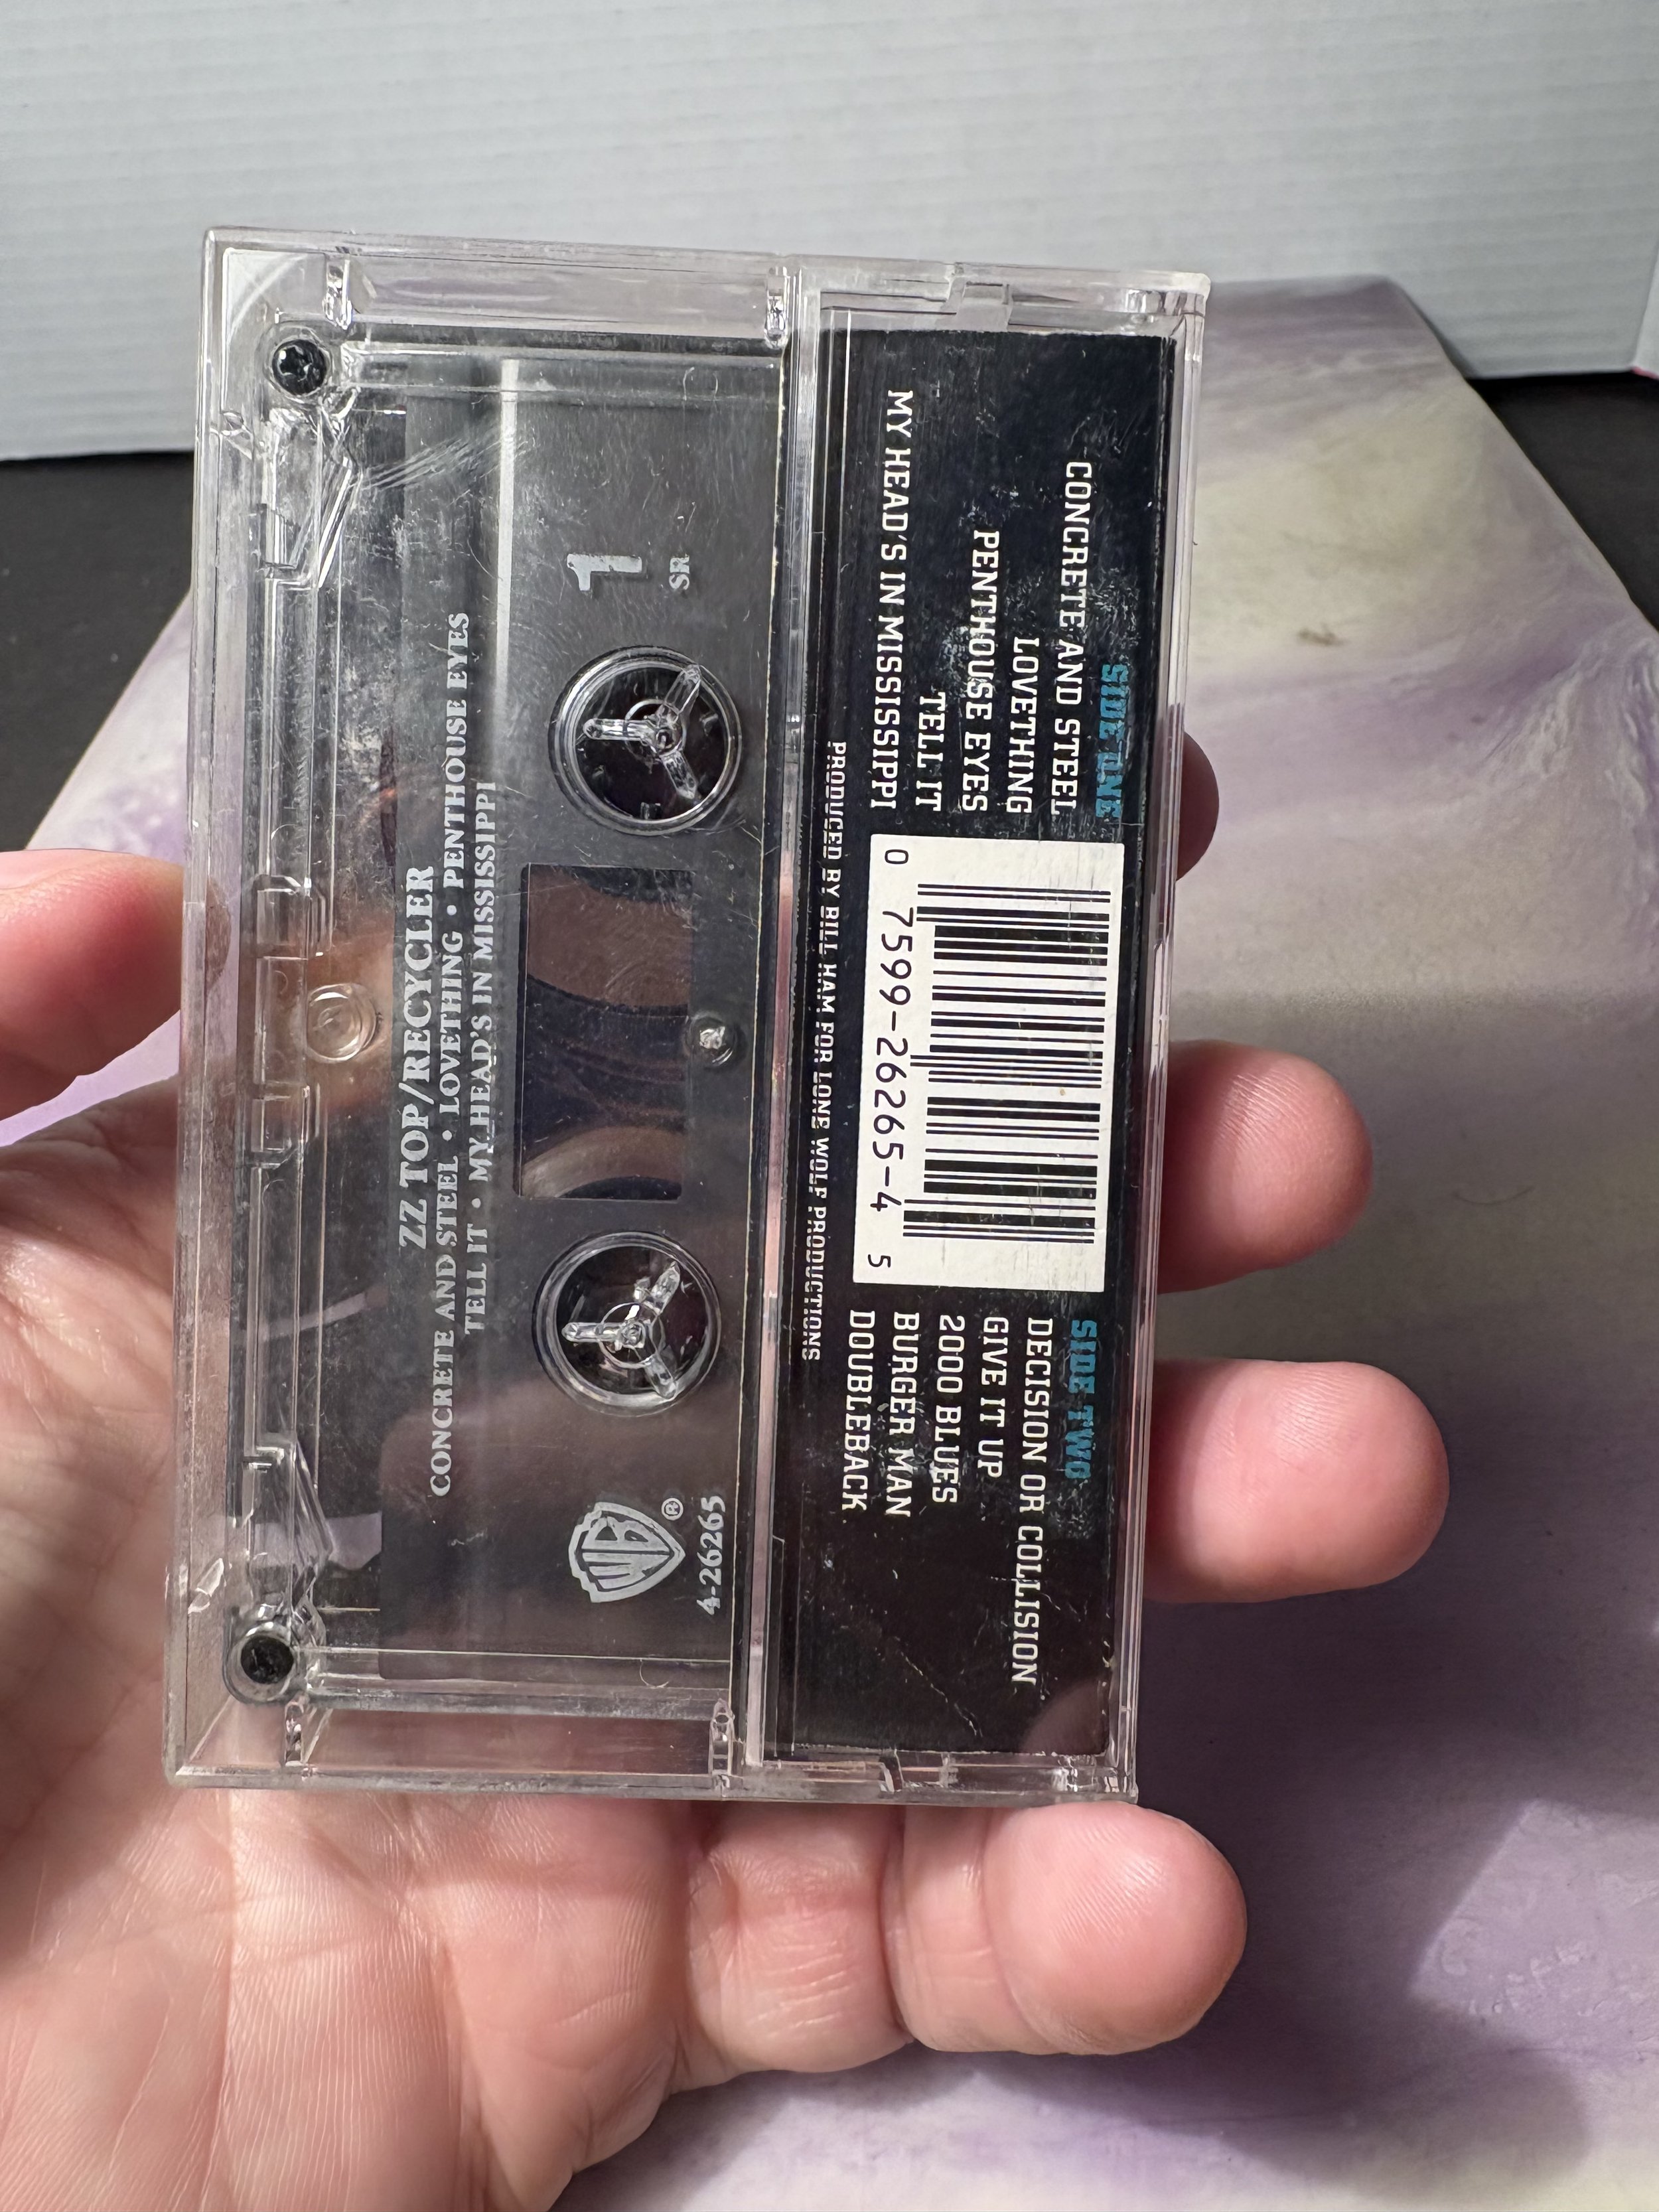 SIDE ONE
CONCRETE AND STEEL
LOVETHING
PENTHOUSE EYES
TELL IT
MY HEAD'S IN MISSISSIPPI
0 7599-26265-4 5
SIDE TWO
DECISION OR COLLISION
GIVE IT UP
2000 BLUES
BURGER MAN
DOUBLEBACK
PRODUCED BY BILL HAM FOR LONE WOLF PRODUCTIONS
1
SR
ZZ TOP/RECYCLER
CONCRETE AND STEEL • LOVETHING • PENTHOUSE EYES
TELL IT • MY HEAD'S IN MISSISSIPPI
WB
®
4-26265